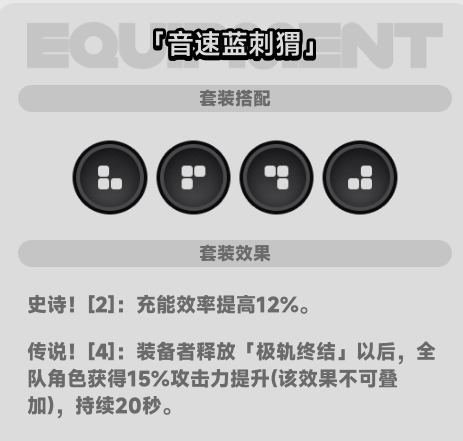 EQUIPMENT
「音速蓝刺猬」
套装搭配
套装效果
史诗！[2]：充能效率提高12%。
传说！[4]：装备者释放「极轨终结」以后，全
队角色获得15%攻击力提升(该效果不可叠
加)，持续20秒。